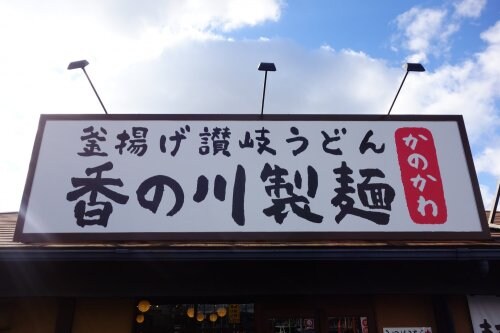 釜揚げ讃岐うどん
香の川製麺
かのかわ